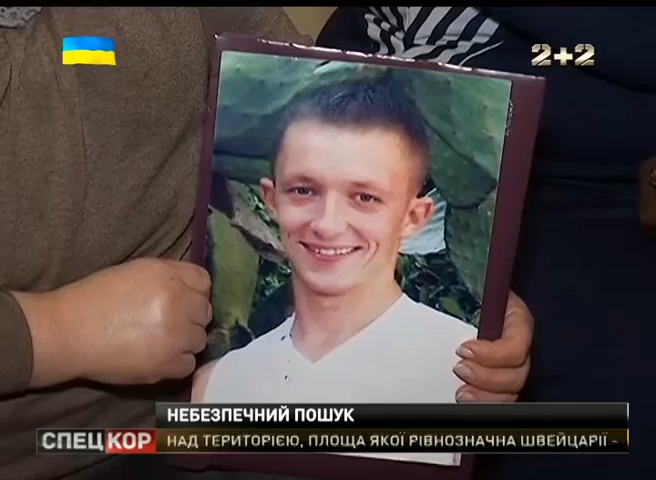 2+2
НЕБЕЗПЕЧНИЙ ПОШУК
СПЕЦКОР
НАД ТЕРИТОРІЄЮ, ПЛОЩА ЯКОЇ РІВНОЗНАЧНА ШВЕЙЦАРІЇ -